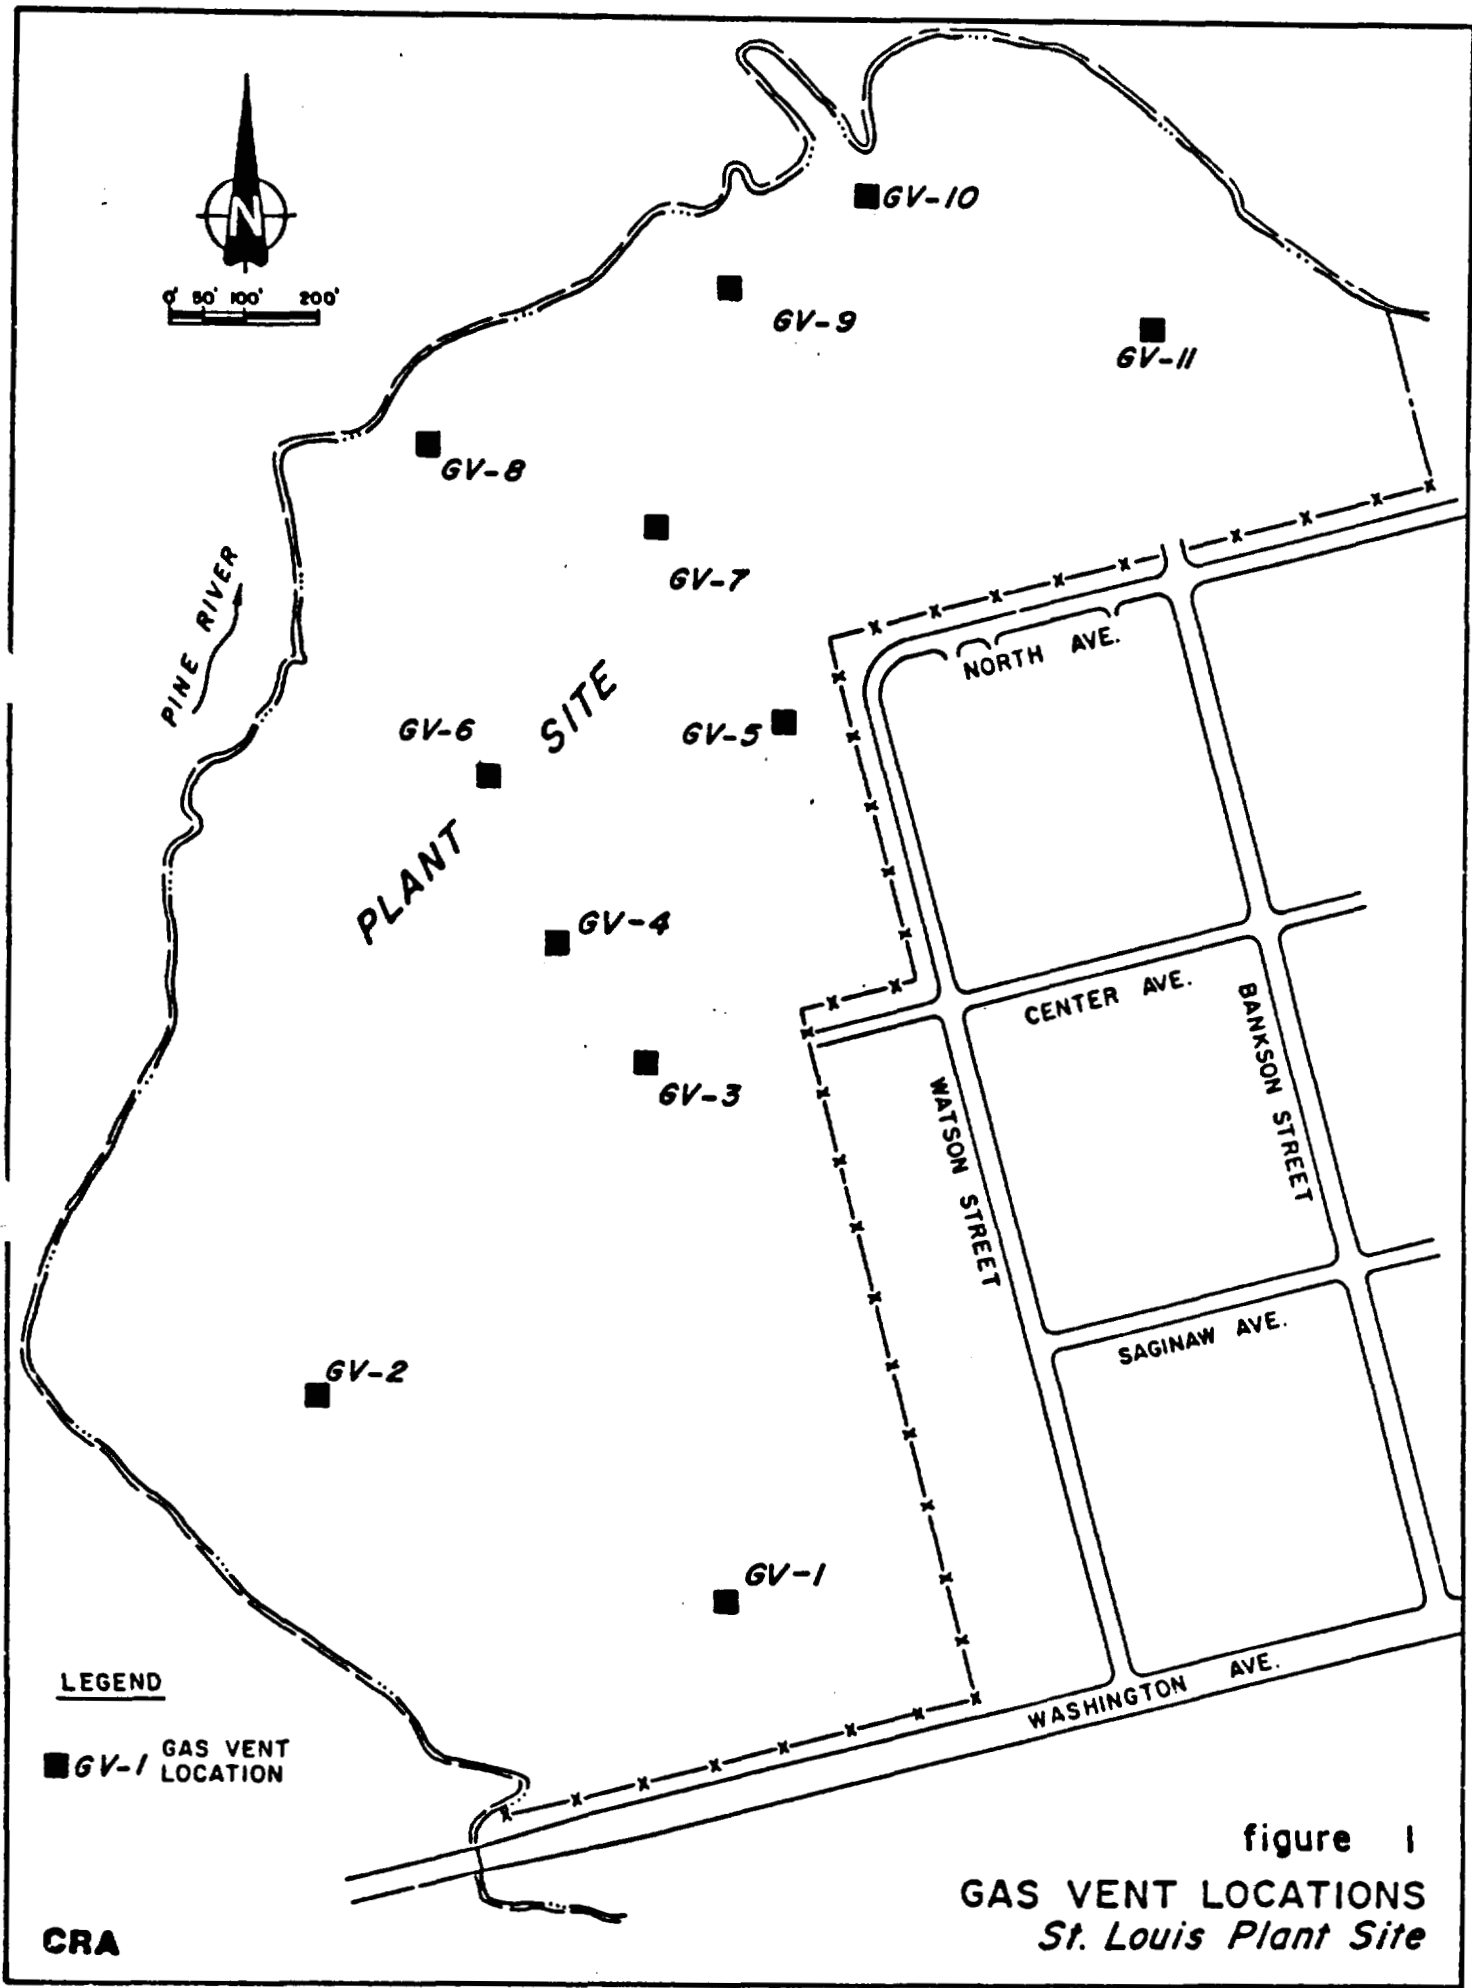 N
0' 50' 100' 200'
GV-10
GV-9
GV-11
GV-8
GV-7
PINE RIVER
NORTH AVE.
PLANT SITE
GV-6
GV-5
GV-4
CENTER AVE.
BANKSON STREET
GV-3
WATSON STREET
SAGINAW AVE.
GV-2
GV-1
WASHINGTON AVE.
LEGEND
GV-1 GAS VENT
LOCATION
figure 1
GAS VENT LOCATIONS
St. Louis Plant Site
CRA